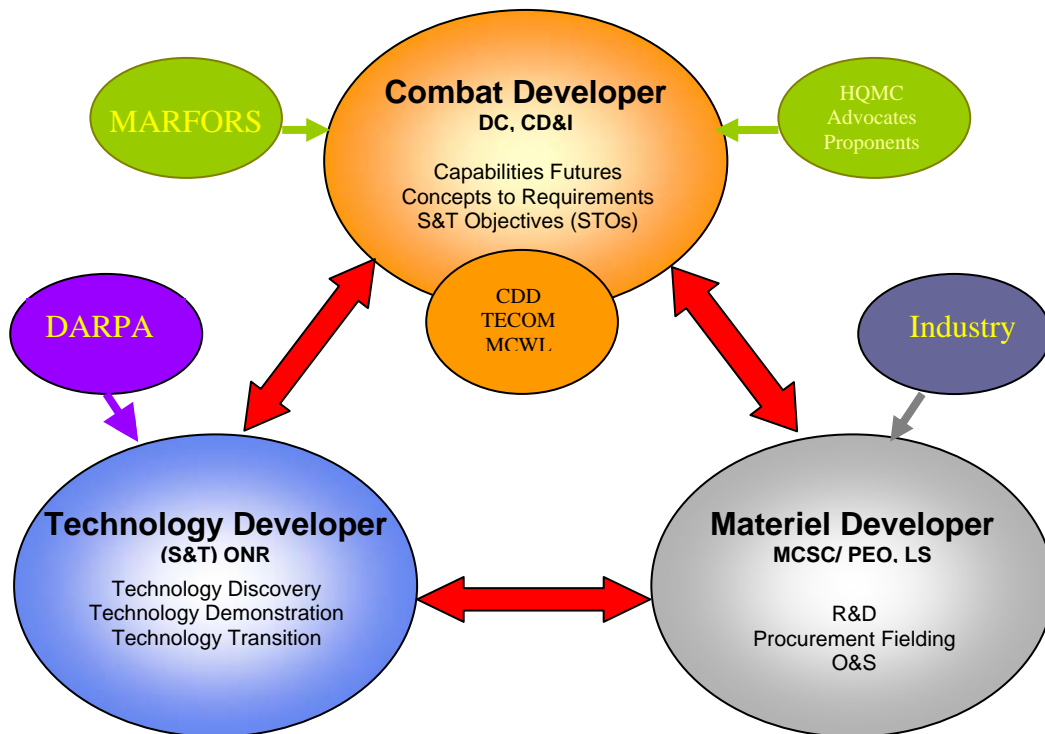 Combat Developer
DC, CD&I
Capabilities Futures
Concepts to Requirements
S&T Objectives (STOs)
MARFORS
HQMC
Advocates
Proponents
CDD
TECOM
MCWL
DARPA
Industry
Technology Developer
(S&T) ONR
Technology Discovery
Technology Demonstration
Technology Transition
Materiel Developer
MCSC/ PEO, LS
R&D
Procurement Fielding
O&S